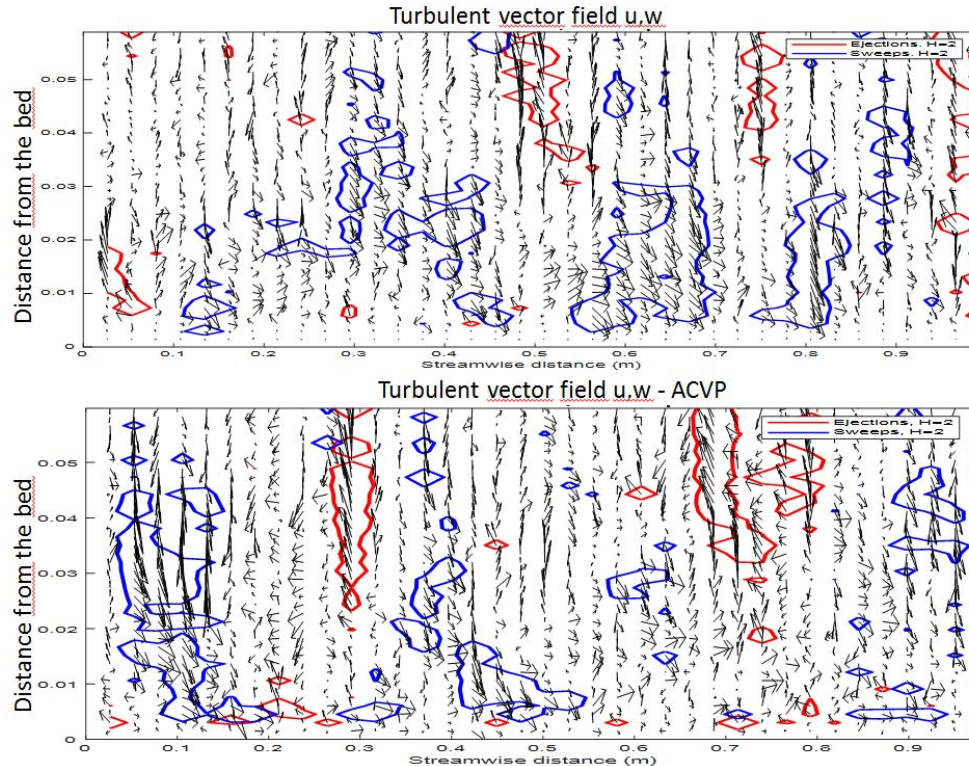 Turbulent vector field u,w
Ejections, H=2
Sweeps, H=2
Distance from the bed
0.05
0.04
0.03
0.02
0.01
0
0 0.1 0.2 0.3 0.4 0.5 0.6 0.7 0.8 0.9
Streamwise distance (m)
Turbulent vector field u,w - ACVP
Ejections, H=2
Sweeps, H=2
Distance from the bed
0.05
0.04
0.03
0.02
0.01
0
0 0.1 0.2 0.3 0.4 0.5 0.6 0.7 0.8 0.9
Streamwise distance (m)